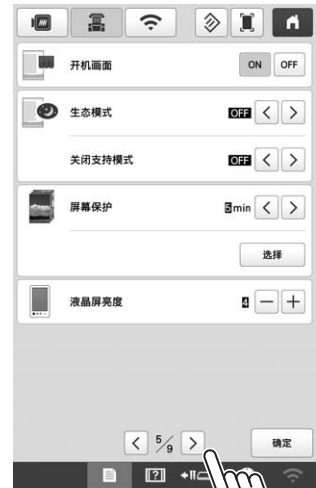 开机画面 ON OFF
生态模式 OFF
关闭支持模式 OFF
屏幕保护 5min
选择
液晶屏亮度 4
5/9 确定